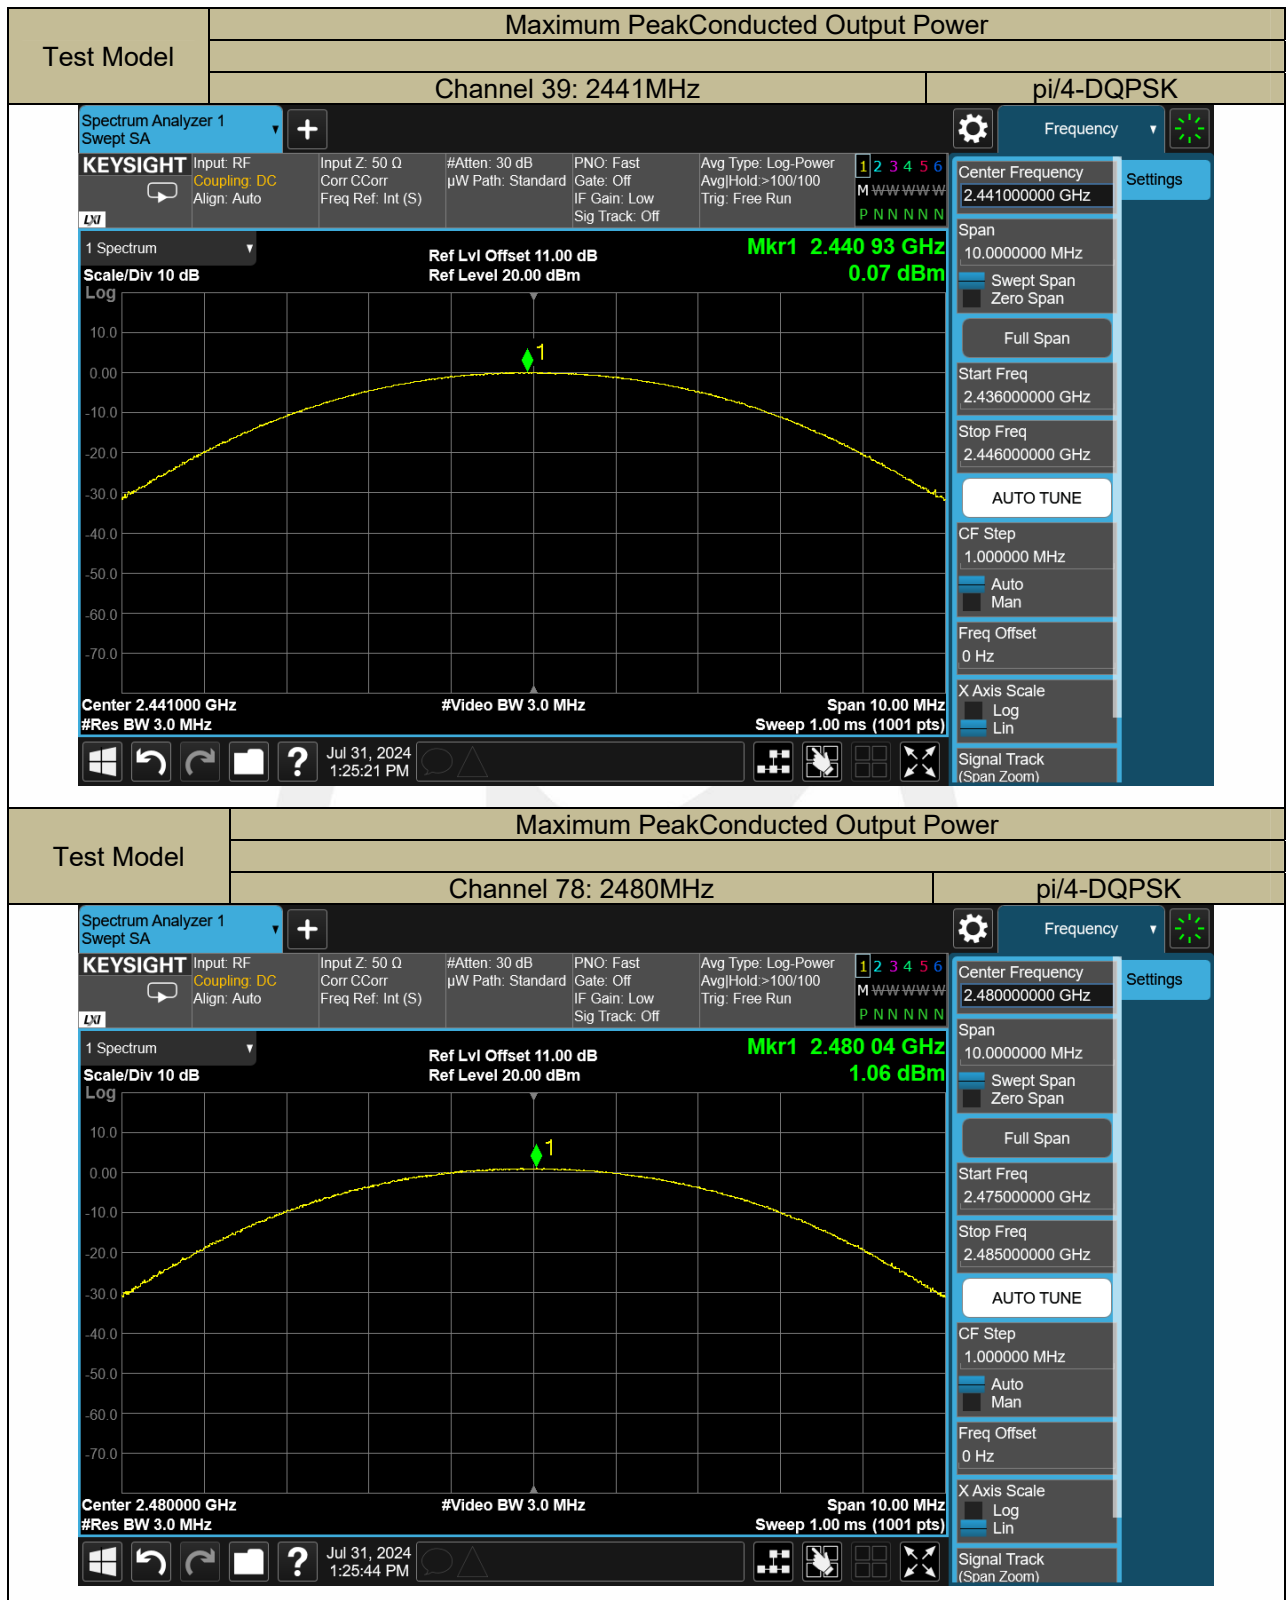 Test Model
Maximum PeakConducted Output Power
Channel 39: 2441MHz
pi/4-DQPSK
Spectrum Analyzer 1
Swept SA
Frequency
KEYSIGHT
LXI
Input: RF
Coupling: DC
Align: Auto
Input Z: 50 Ω
Corr CCorr
Freq Ref: Int (S)
#Atten: 30 dB
µW Path: Standard
PNO: Fast
Gate: Off
IF Gain: Low
Sig Track: Off
Avg Type: Log-Power
Avg|Hold:>100/100
Trig: Free Run
1 2 3 4 5 6
M W W W W W
P N N N N N
Center Frequency
2.441000000 GHz
Settings
Span
10.0000000 MHz
Swept Span
Zero Span
Full Span
Start Freq
2.436000000 GHz
Stop Freq
2.446000000 GHz
AUTO TUNE
CF Step
1.000000 MHz
Auto
Man
Freq Offset
0 Hz
X Axis Scale
Log
Lin
Signal Track
(Span Zoom)
1 Spectrum
Scale/Div 10 dB
Log
Ref Lvl Offset 11.00 dB
Ref Level 20.00 dBm
Mkr1 2.440 93 GHz
0.07 dBm
1
10.0
0.00
-10.0
-20.0
-30.0
-40.0
-50.0
-60.0
-70.0
Center 2.441000 GHz
#Res BW 3.0 MHz
#Video BW 3.0 MHz
Span 10.00 MHz
Sweep 1.00 ms (1001 pts)
?
Jul 31, 2024
1:25:21 PM
Test Model
Maximum PeakConducted Output Power
Channel 78: 2480MHz
pi/4-DQPSK
Spectrum Analyzer 1
Swept SA
Frequency
KEYSIGHT
LXI
Input: RF
Coupling: DC
Align: Auto
Input Z: 50 Ω
Corr CCorr
Freq Ref: Int (S)
#Atten: 30 dB
µW Path: Standard
PNO: Fast
Gate: Off
IF Gain: Low
Sig Track: Off
Avg Type: Log-Power
Avg|Hold:>100/100
Trig: Free Run
1 2 3 4 5 6
M W W W W W
P N N N N N
Center Frequency
2.480000000 GHz
Settings
Span
10.0000000 MHz
Swept Span
Zero Span
Full Span
Start Freq
2.475000000 GHz
Stop Freq
2.485000000 GHz
AUTO TUNE
CF Step
1.000000 MHz
Auto
Man
Freq Offset
0 Hz
X Axis Scale
Log
Lin
Signal Track
(Span Zoom)
1 Spectrum
Scale/Div 10 dB
Log
Ref Lvl Offset 11.00 dB
Ref Level 20.00 dBm
Mkr1 2.480 04 GHz
1.06 dBm
1
10.0
0.00
-10.0
-20.0
-30.0
-40.0
-50.0
-60.0
-70.0
Center 2.480000 GHz
#Res BW 3.0 MHz
#Video BW 3.0 MHz
Span 10.00 MHz
Sweep 1.00 ms (1001 pts)
?
Jul 31, 2024
1:25:44 PM